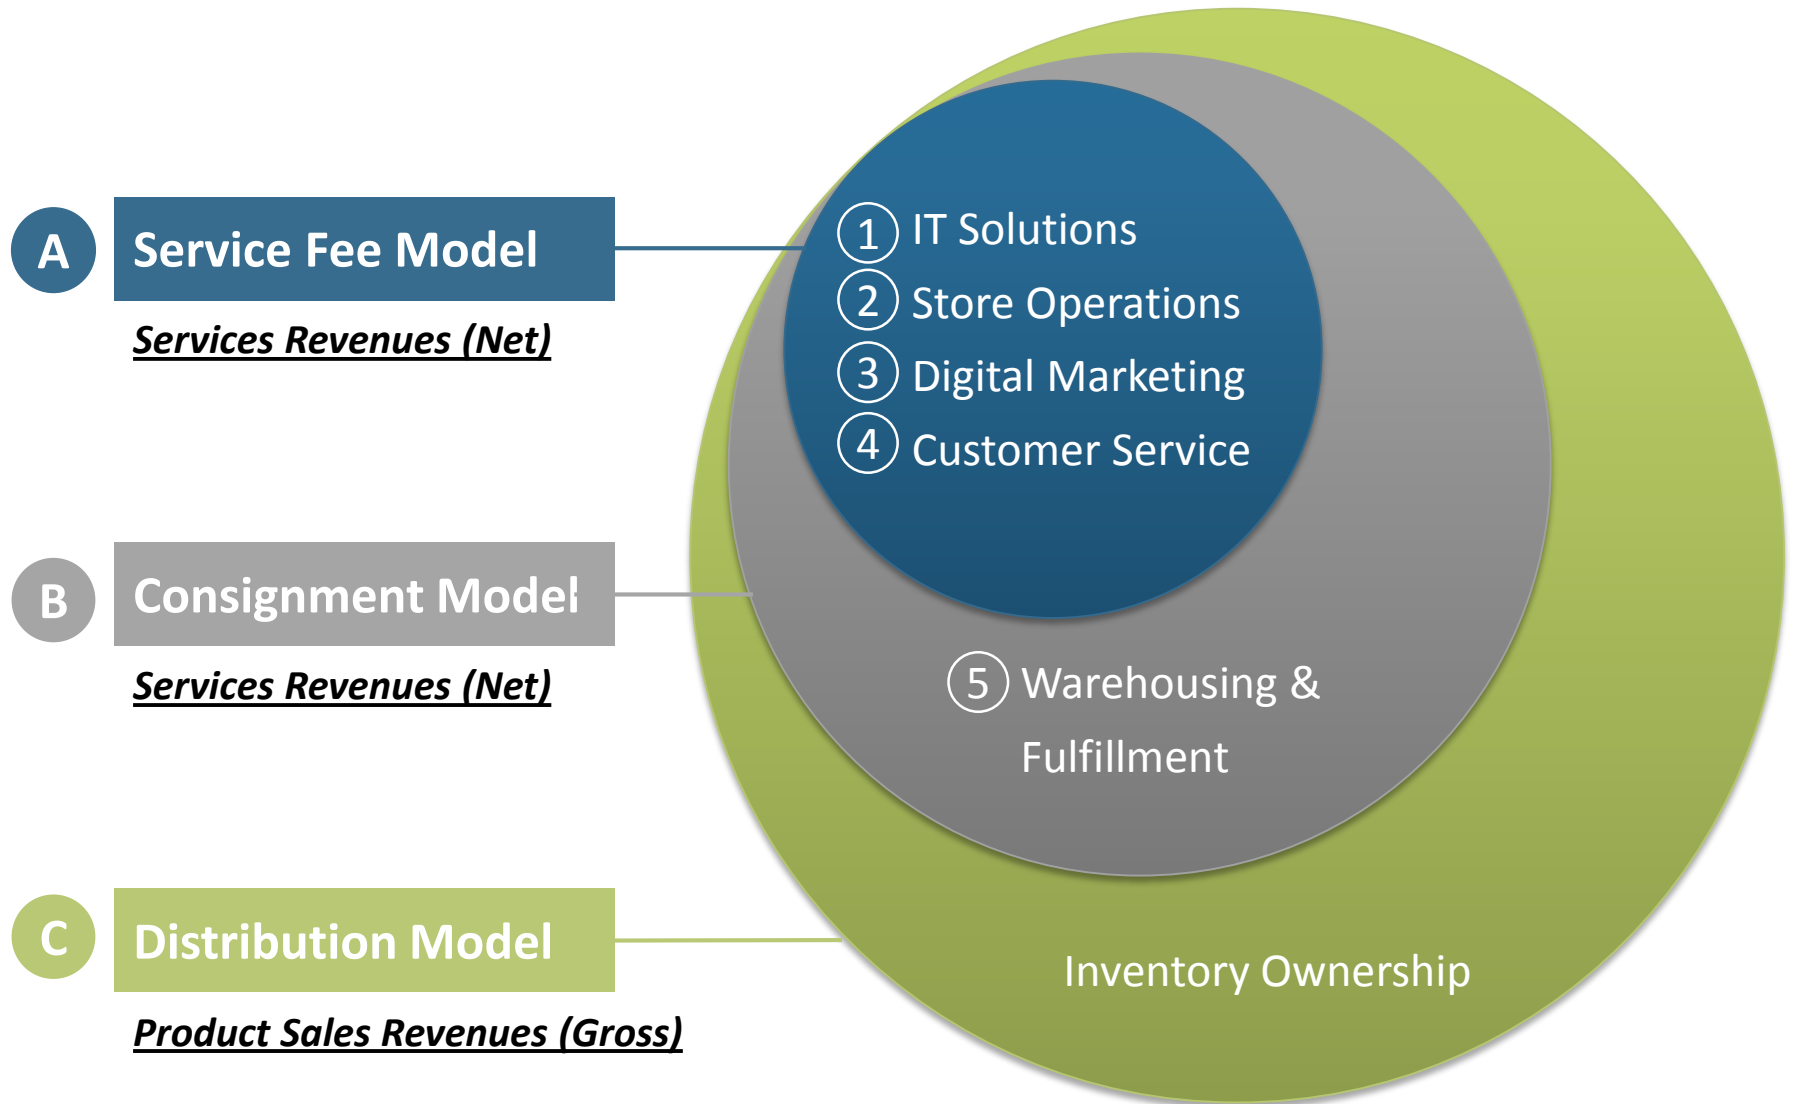 A
Service Fee Model
Services Revenues (Net)
B
Consignment Model
Services Revenues (Net)
C
Distribution Model
Product Sales Revenues (Gross)
1 IT Solutions
2 Store Operations
3 Digital Marketing
4 Customer Service
5 Warehousing &
Fulfillment
Inventory Ownership